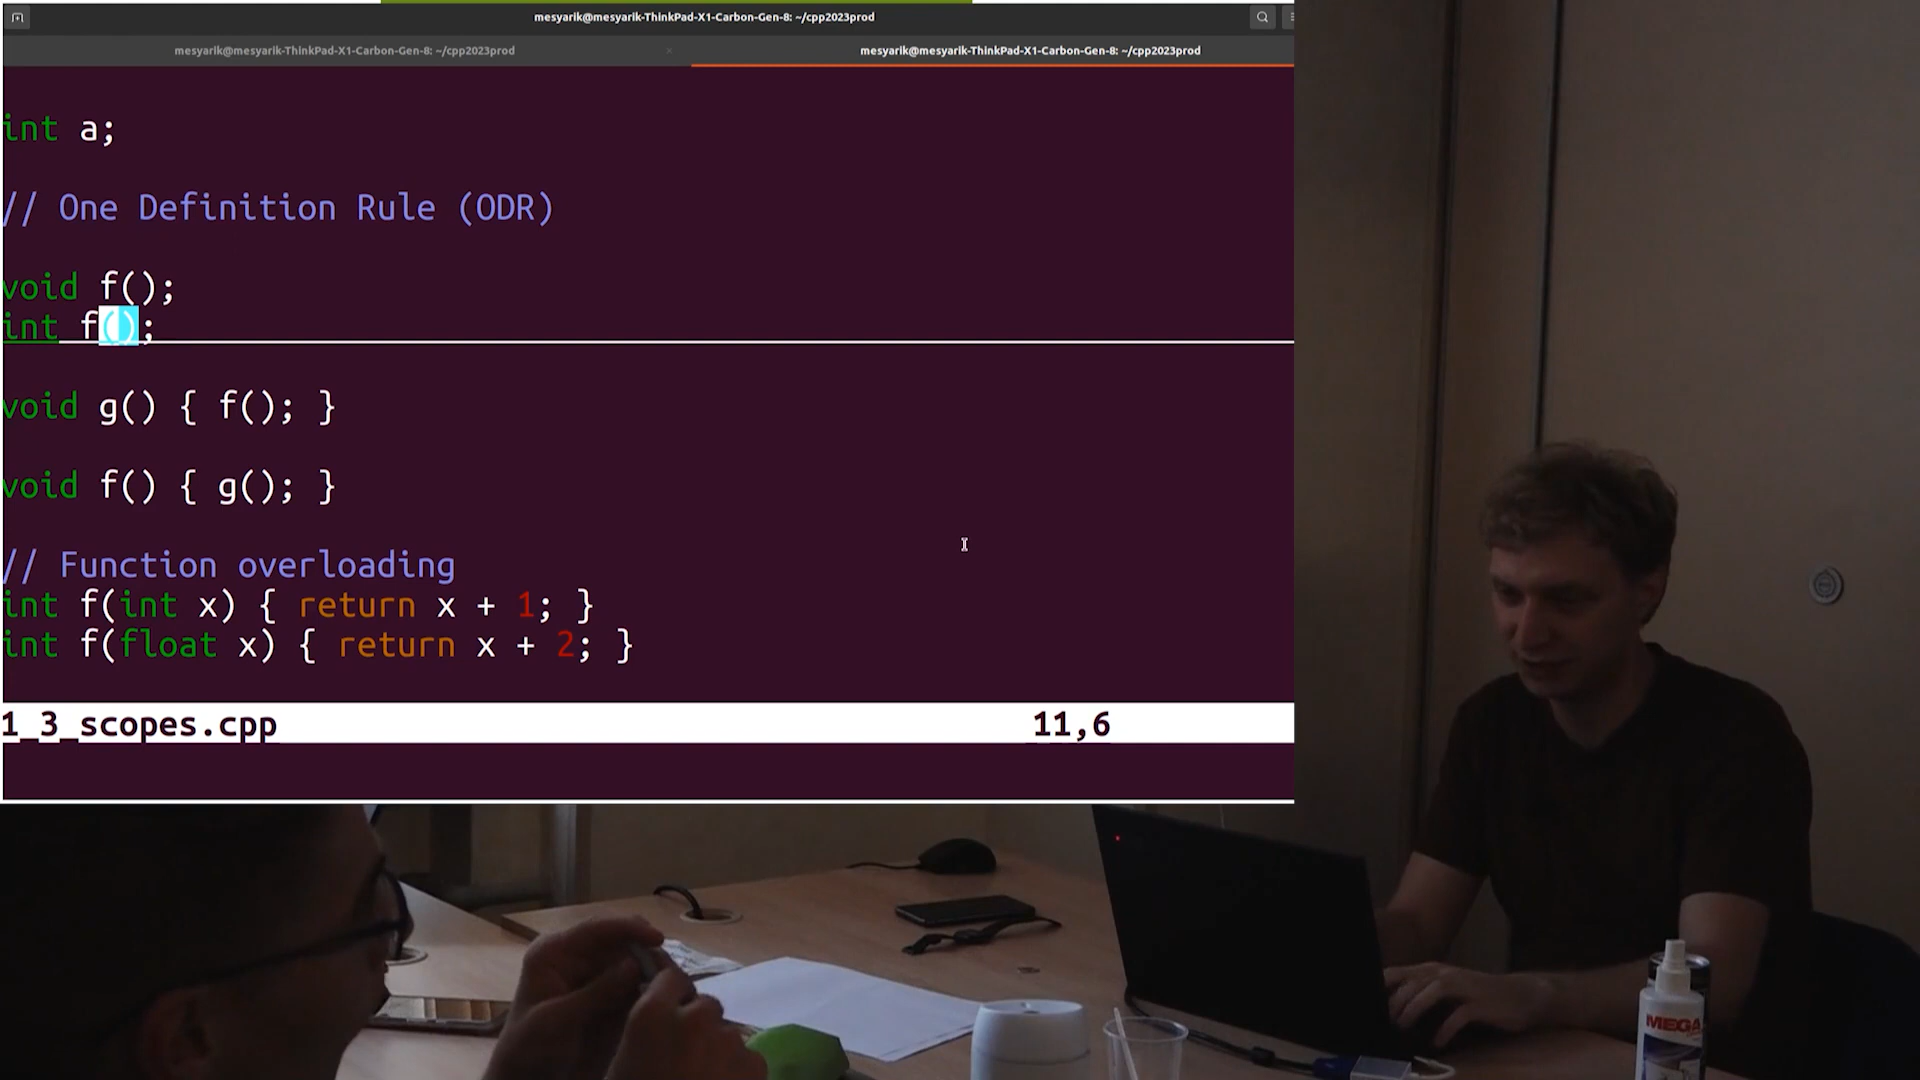 mesyarik@mesyarik-ThinkPad-X1-Carbon-Gen-8: ~/cpp2023prod
mesyarik@mesyarik-ThinkPad-X1-Carbon-Gen-8: ~/cpp2023prod × mesyarik@mesyarik-ThinkPad-X1-Carbon-Gen-8: ~/cpp2023prod
int a;
// One Definition Rule (ODR)
void f();
int f();
void g() { f(); }
void f() { g(); }
// Function overloading
int f(int x) { return x + 1; }
int f(float x) { return x + 2; }
1_3_scopes.cpp 11,6
MEGA